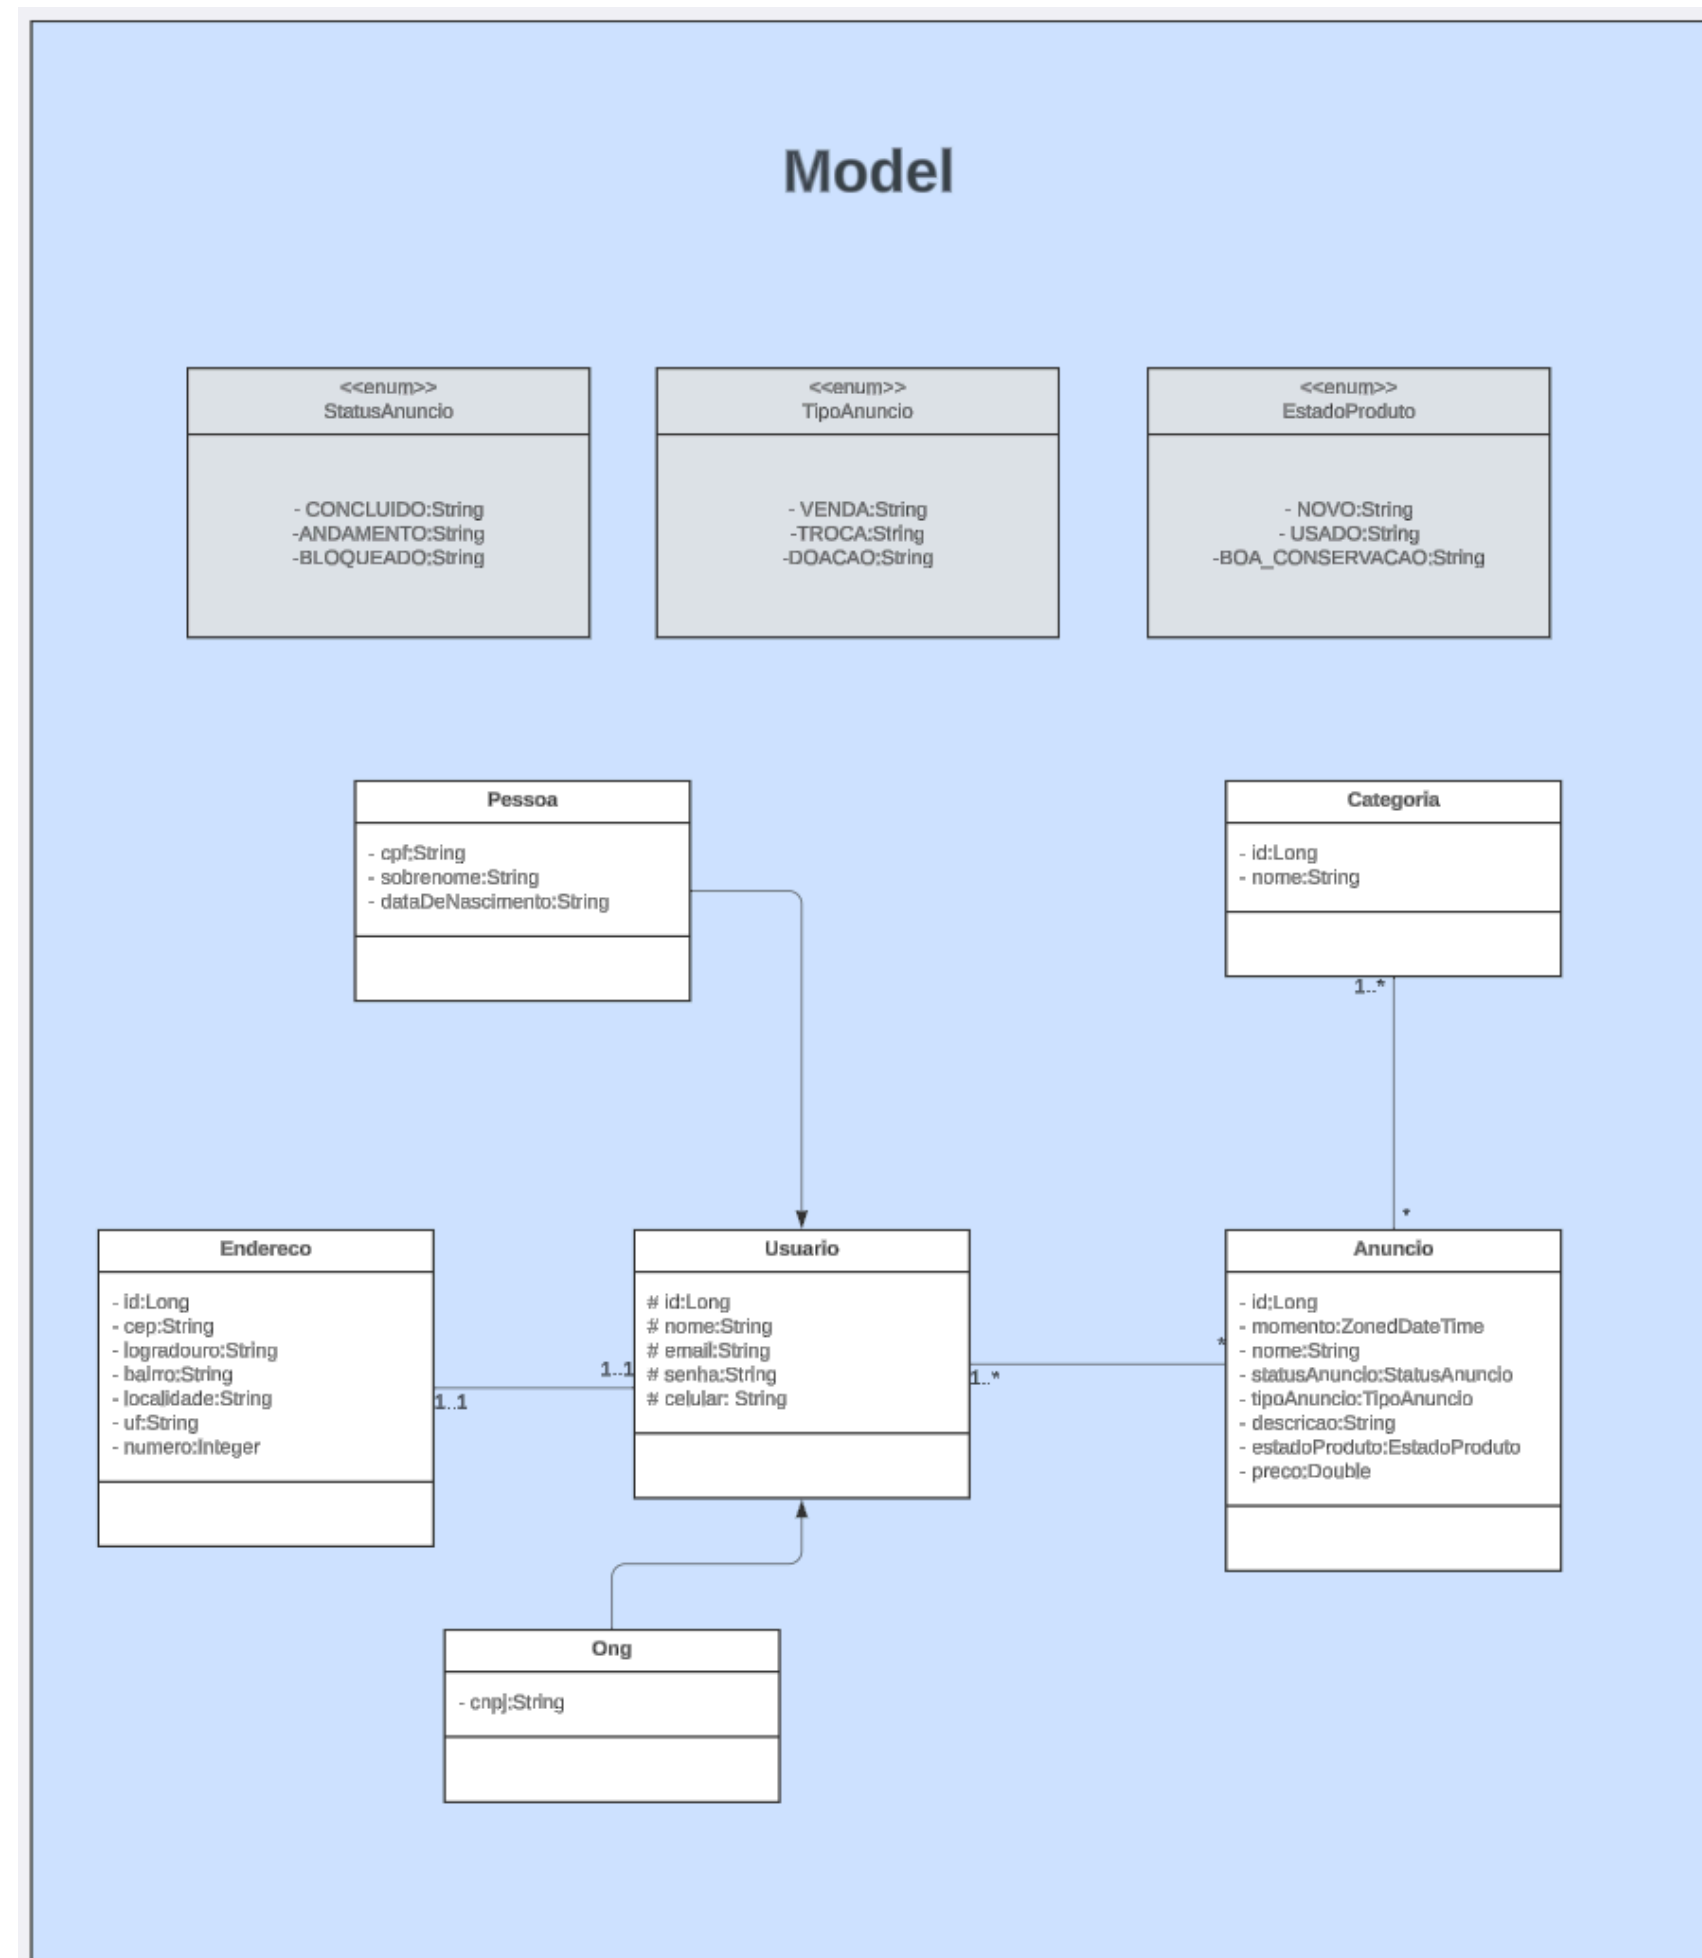 Model
<<enum>>
StatusAnuncio
- CONCLUIDO:String
-ANDAMENTO:String
-BLOQUEADO:String
<<enum>>
TipoAnuncio
- VENDA:String
-TROCA:String
-DOACAO:String
<<enum>>
EstadoProduto
- NOVO:String
- USADO:String
-BOA_CONSERVACAO:String
Pessoa
- cpf:String
- sobrenome:String
- dataDeNascimento:String
Categoria
- id:Long
- nome:String
1..*
*
Endereco
- id:Long
- cep:String
- logradouro:String
- bairro:String
- localidade:String
- uf:String
- numero:Integer
1..1
1..1
Usuario
# id:Long
# nome:String
# email:String
# senha:String
# celular: String
1..*
*
Anuncio
- id:Long
- momento:ZonedDateTime
- nome:String
- statusAnuncio:StatusAnuncio
- tipoAnuncio:TipoAnuncio
- descricao:String
- estadoProduto:EstadoProduto
- preco:Double
Ong
- cnpj:String